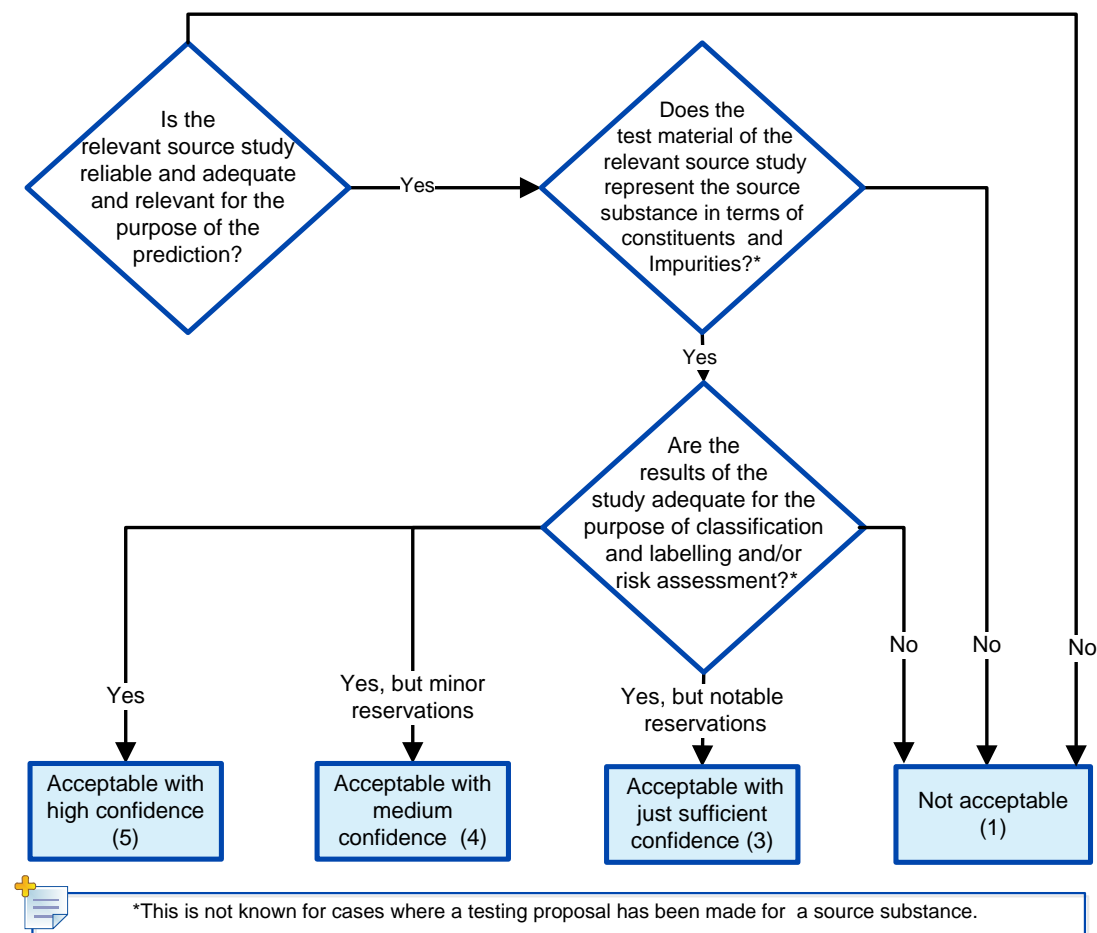 Is the
relevant source study
reliable and adequate
and relevant for the
purpose of the
prediction?
Yes
Does the
test material of the
relevant source study
represent the source
substance in terms of
constituents and
Impurities?*
Yes
Are the
results of the
study adequate for the
purpose of classification
and labelling and/or
risk assessment?*
No
No
No
Yes
Yes, but minor
reservations
Yes, but notable
reservations
Acceptable with
high confidence
(5)
Acceptable with
medium
confidence (4)
Acceptable with
just sufficient
confidence (3)
Not acceptable
(1)
*This is not known for cases where a testing proposal has been made for a source substance.